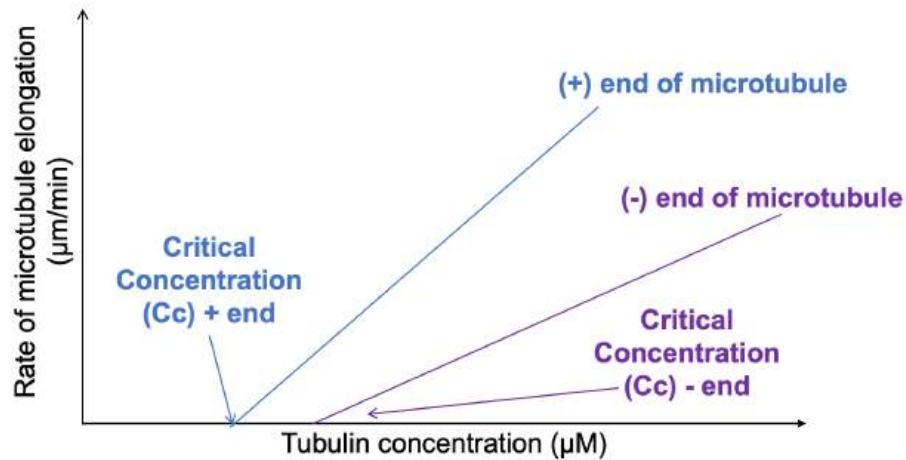 Rate of microtubule elongation
(µm/min)
(+) end of microtubule
(-) end of microtubule
Critical
Concentration
(Cc) + end
Critical
Concentration
(Cc) - end
Tubulin concentration (µM)